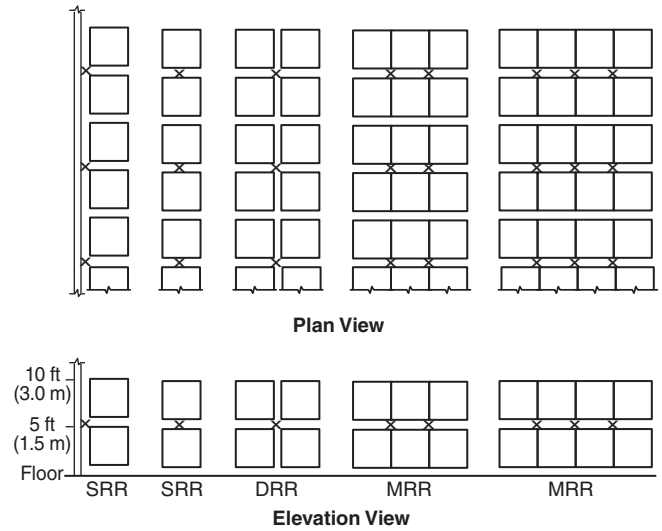 Plan View
10 ft
(3.0 m)
5 ft
(1.5 m)
Floor
SRR SRR DRR MRR MRR
Elevation View